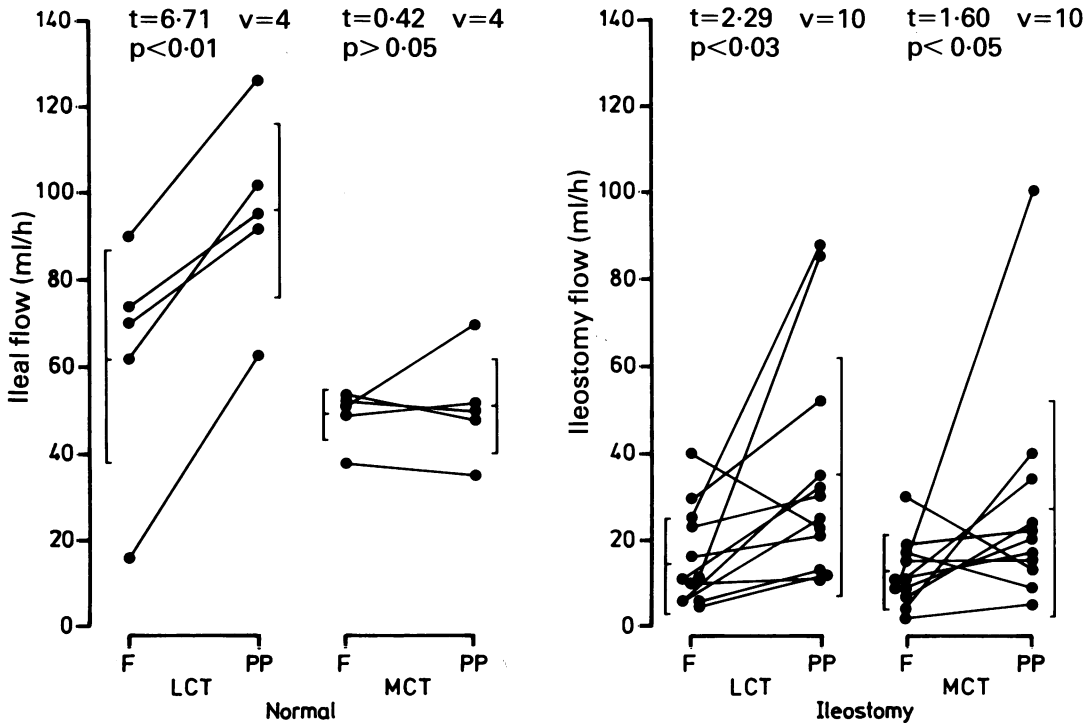 t=6·71 v=4
p<0·01
t=0·42 v=4
p>0·05
140
120
100
80
60
40
20
0
Ileal flow (ml/h)
F PP
LCT
F PP
MCT
Normal
t=2·29 v=10
p<0·03
t=1·60 v=10
p<0·05
140
120
100
80
60
40
20
0
Ileostomy flow (ml/h)
F PP
LCT
F PP
MCT
Ileostomy